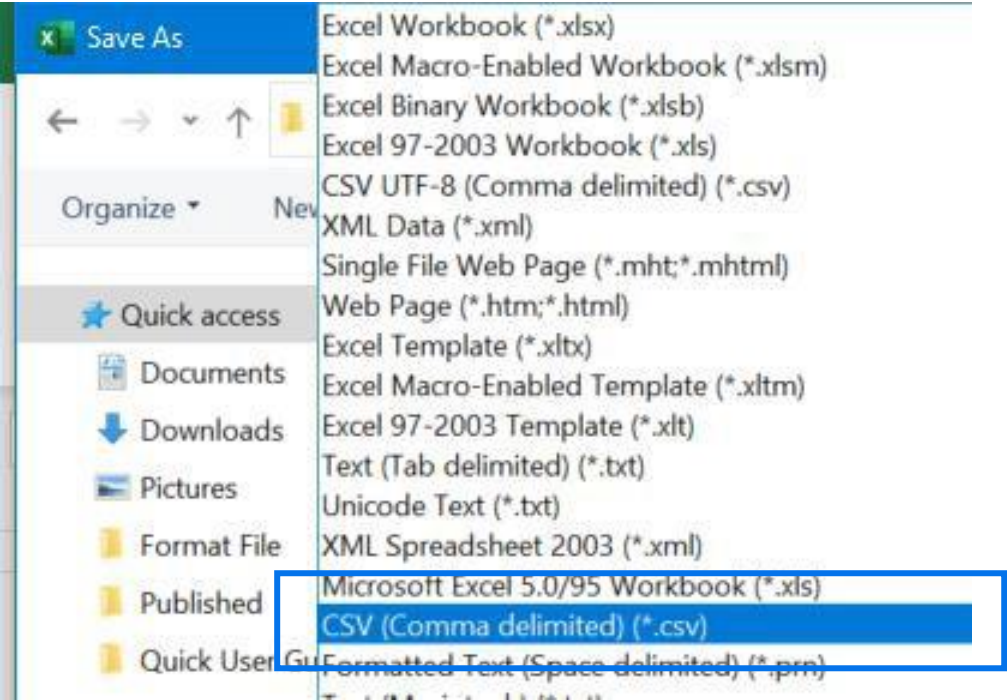 Save As
Organize
New
Quick access
Documents
Downloads
Pictures
Format File
Published
Quick User Gu
Excel Workbook (*.xlsx)
Excel Macro-Enabled Workbook (*.xlsm)
Excel Binary Workbook (*.xlsb)
Excel 97-2003 Workbook (*.xls)
CSV UTF-8 (Comma delimited) (*.csv)
XML Data (*.xml)
Single File Web Page (*.mht;*.mhtml)
Web Page (*.htm;*.html)
Excel Template (*.xltx)
Excel Macro-Enabled Template (*.xltm)
Excel 97-2003 Template (*.xlt)
Text (Tab delimited) (*.txt)
Unicode Text (*.txt)
XML Spreadsheet 2003 (*.xml)
Microsoft Excel 5.0/95 Workbook (*.xls)
CSV (Comma delimited) (*.csv)
Formatted Text (Space delimited) (*.prn)